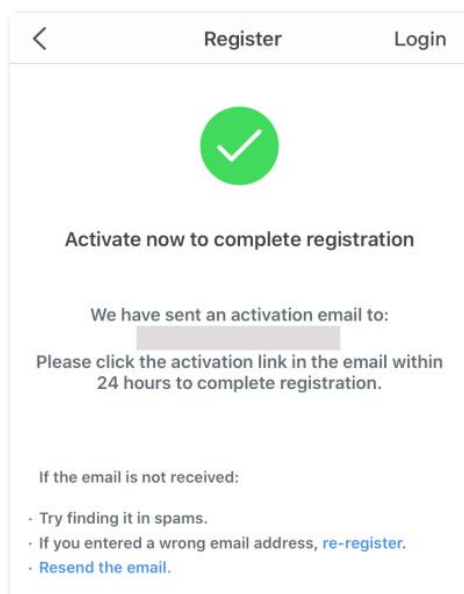 Register Login
Activate now to complete registration
We have sent an activation email to:
Please click the activation link in the email within
24 hours to complete registration.
If the email is not received:
· Try finding it in spams.
· If you entered a wrong email address, re-register.
· Resend the email.